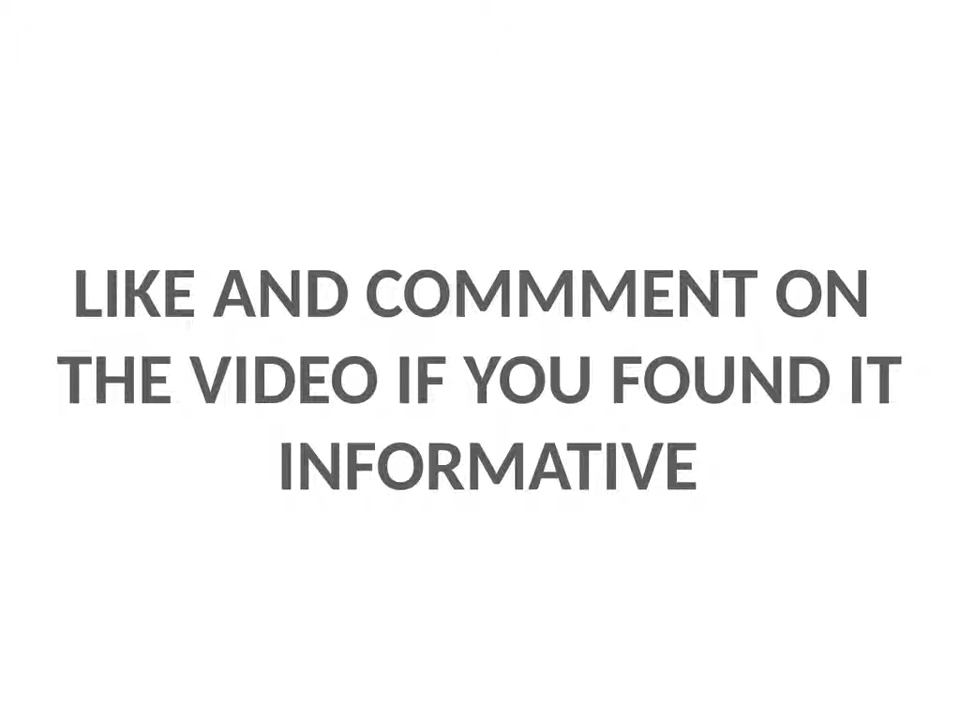 LIKE AND COMMMENT ON
THE VIDEO IF YOU FOUND IT
INFORMATIVE